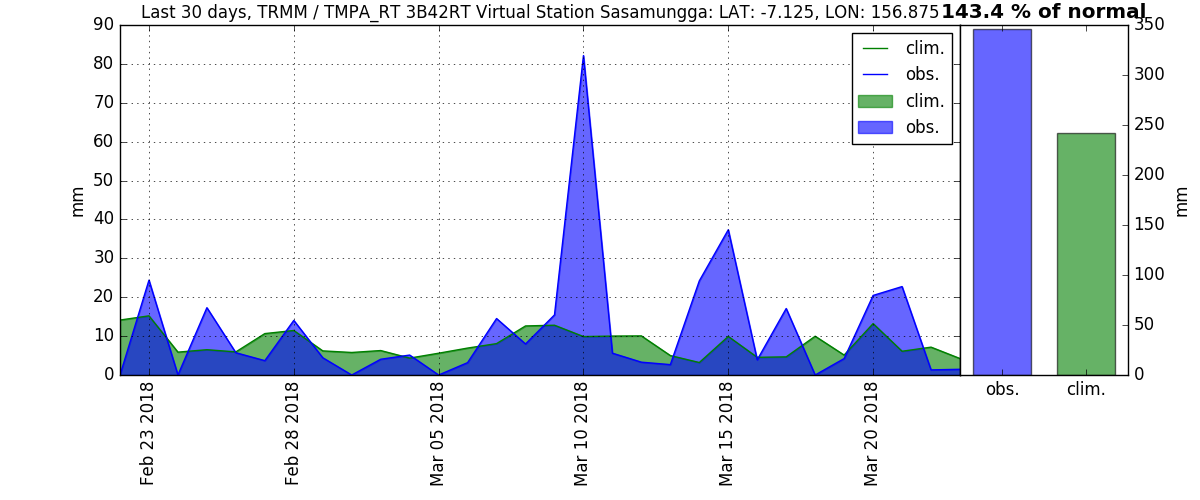 Last 30 days, TRMM / TMPA_RT 3B42RT Virtual Station Sasamungga: LAT: -7.125, LON: 156.875
143.4 % of normal
90
80
70
60
50
40
30
20
10
0
mm
clim.
obs.
clim.
obs.
Feb 23 2018
Feb 28 2018
Mar 05 2018
Mar 10 2018
Mar 15 2018
Mar 20 2018
350
300
250
200
150
100
50
0
mm
obs.
clim.